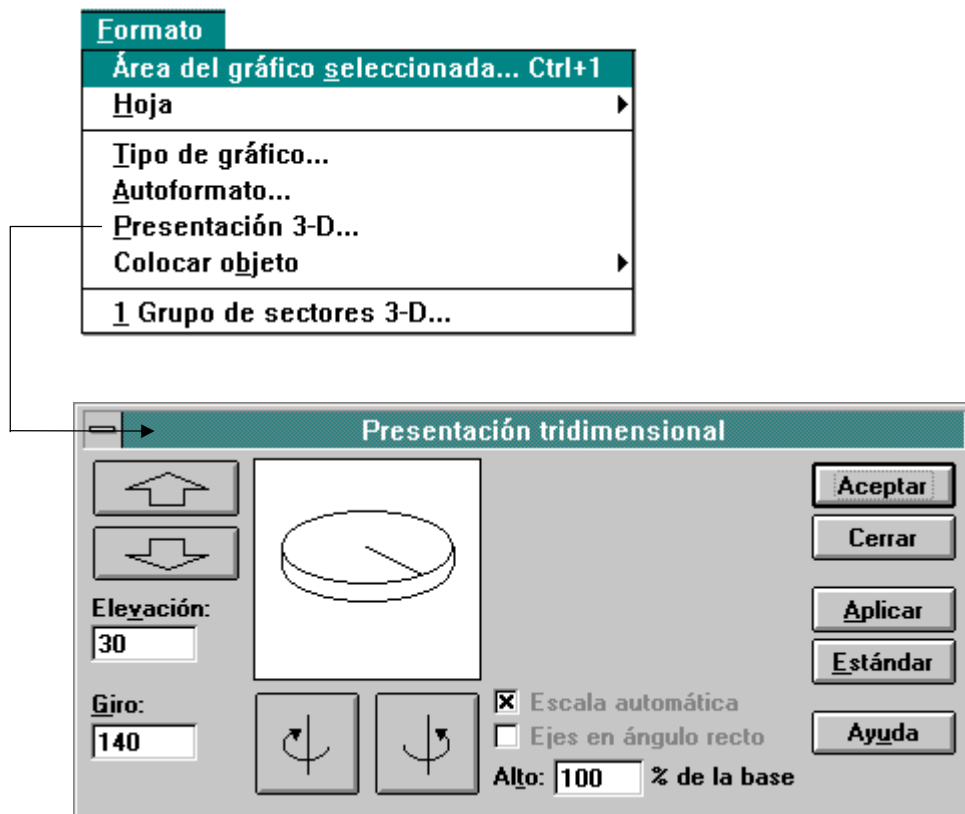 Formato
Área del gráfico seleccionada... Ctrl+1
Hoja
Tipo de gráfico...
Autoformato...
Presentación 3-D...
Colocar objeto
1 Grupo de sectores 3-D...
Presentación tridimensional
Aceptar
Cerrar
Elevación:
30
Aplicar
Estándar
Giro:
140
Escala automática
Ejes en ángulo recto
Ayuda
Alto: 100 % de la base